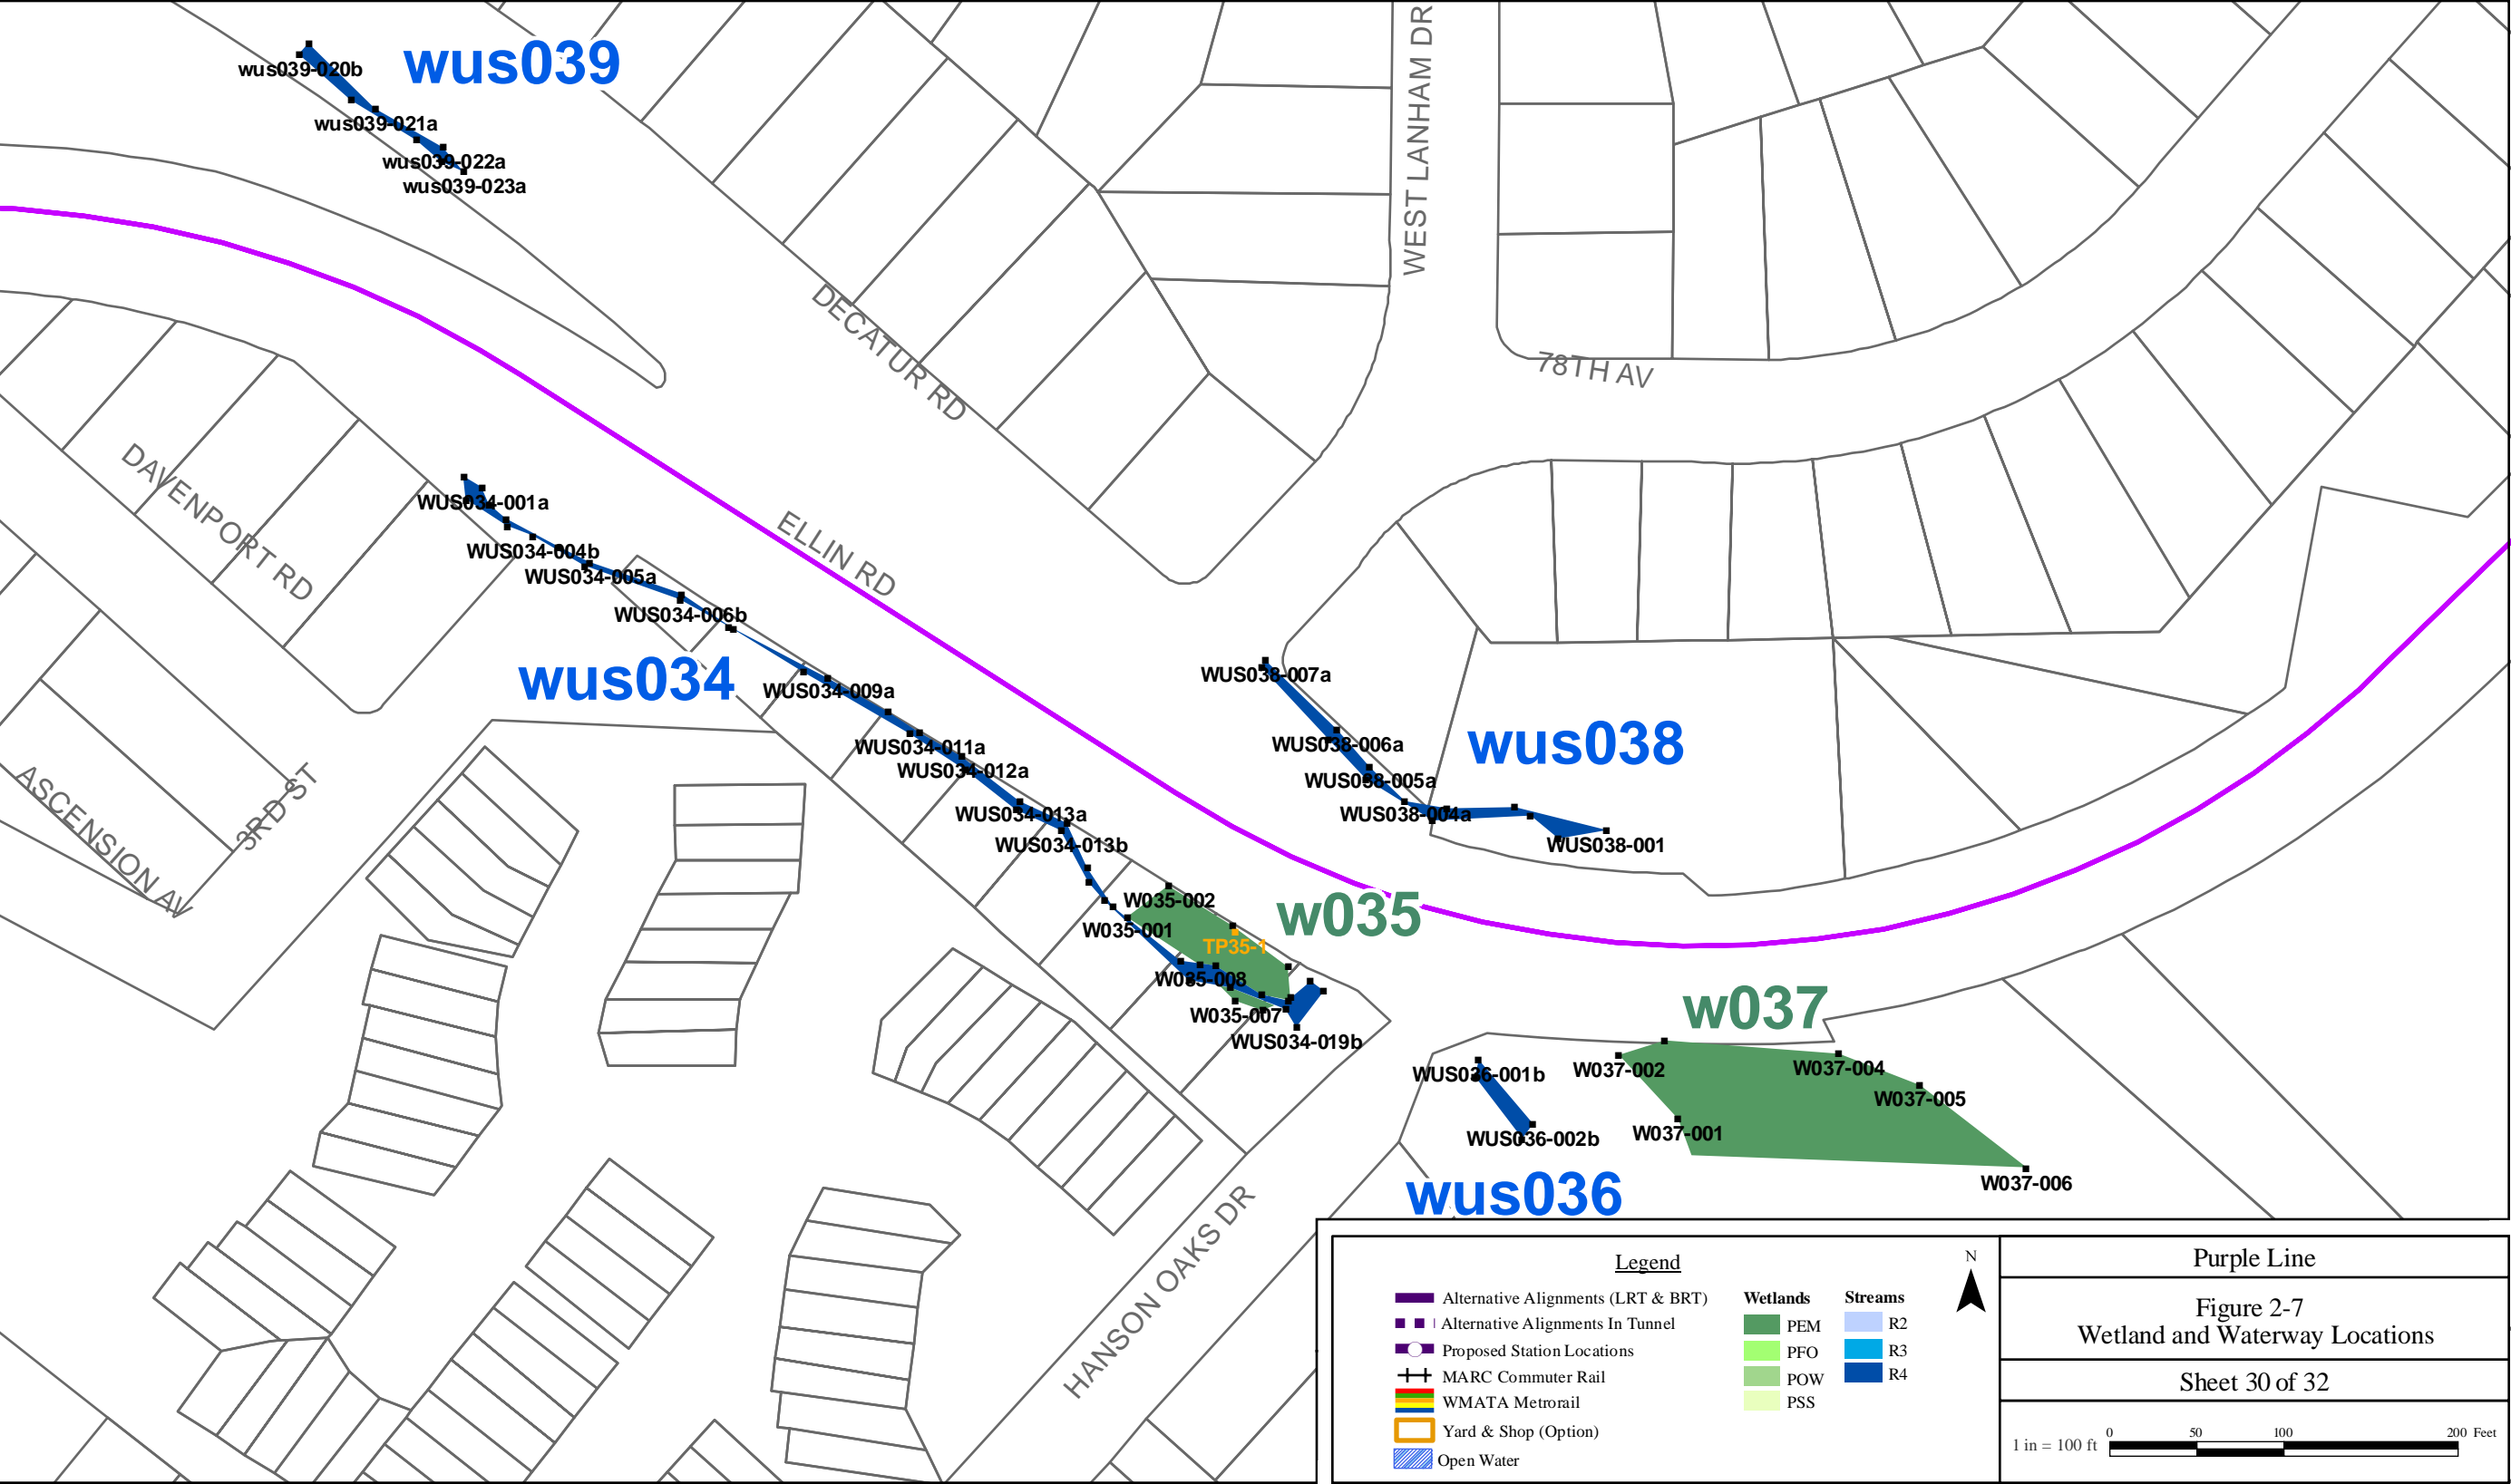 wus039-020b
wus039
wus039-021a
wus039-022a
wus039-023a
WEST LANHAM DR
DECATUR RD
78TH AV
DAVENPORT RD
WUS034-001a
WUS034-004b
WUS034-005a
ELLIN RD
WUS034-006b
wus034
WUS034-009a
WUS034-011a
WUS034-012a
WUS034-013a
WUS034-013b
WUS038-007a
WUS038-006a
wus038
WUS038-005a
WUS038-004a
WUS038-001
ASCENSION AV
3RD ST
W035-002
w035
W035-001
TP35-1
W035-008
W035-007
WUS034-019b
w037
WUS036-001b
W037-002
W037-004
W037-005
WUS036-002b
W037-001
W037-006
wus036
HANSON OAKS DR
Legend
Alternative Alignments (LRT & BRT)
Alternative Alignments In Tunnel
Proposed Station Locations
MARC Commuter Rail
WMATA Metrorail
Yard & Shop (Option)
Open Water
Wetlands
PEM
PFO
POW
PSS
Streams
R2
R3
R4
N
Purple Line
Figure 2-7
Wetland and Waterway Locations
Sheet 30 of 32
1 in = 100 ft
0 50 100 200 Feet